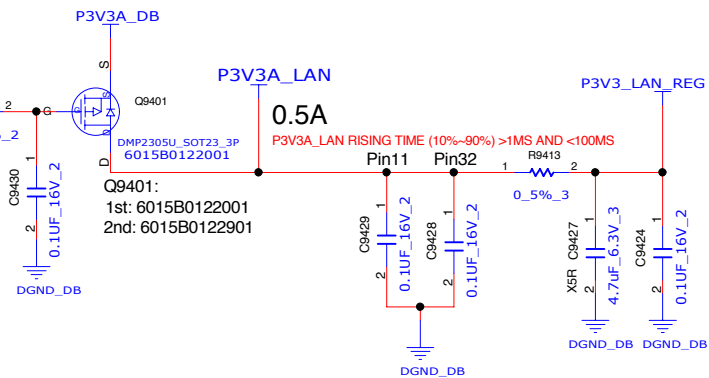 P3V3A_DB
P3V3A_LAN
P3V3_LAN_REG
S
G
D
Q9401
DMP2305U_SOT23_3P
6015B0122001
Q9401:
1st: 6015B0122001
2nd: 6015B0122901
0.5A
P3V3A_LAN RISING TIME (10%~90%) >1MS AND <100MS
Pin11
Pin32
1
R9413
2
0_5%_3
2
_2
1
C9430
2
0.1UF_16V_2
DGND_DB
1
C9429
2
0.1UF_16V_2
1
C9428
2
0.1UF_16V_2
DGND_DB
1
C9427
X5R
2
4.7uF_6.3V_3
DGND_DB
1
C9424
2
0.1UF_16V_2
DGND_DB